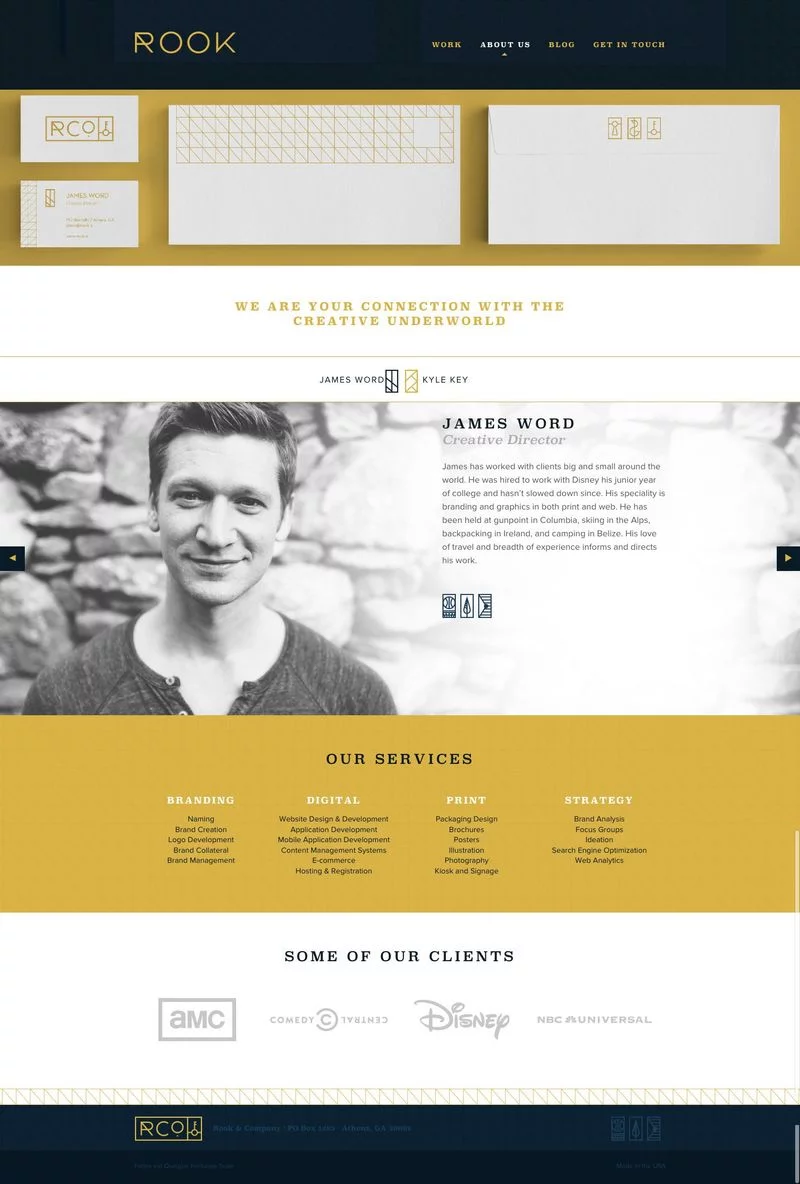 ROOK
WORK ABOUT US BLOG GET IN TOUCH
RCO
JAMES WORD
WE ARE YOUR CONNECTION WITH THE
CREATIVE UNDERWORLD
JAMES WORD KYLE KEY
JAMES WORD
Creative Director
James has worked with clients big and small around the
world. He was hired to work with Disney his junior year
of college and hasn't slowed down since. His speciality is
branding and graphics in both print and web. He has
been held at gunpoint in Columbia, skiing in the Alps,
backpacking in Ireland, and camping in Belize. His love
of travel and breadth of experience informs and directs
his work.
OUR SERVICES
BRANDING DIGITAL PRINT STRATEGY
Naming Website Design & Development Packaging Design Brand Analysis
Brand Creation Application Development Brochures Focus Groups
Logo Development Mobile Application Development Posters Ideation
Brand Collateral Content Management Systems Illustration Search Engine Optimization
Brand Management E-commerce Photography Web Analytics
Hosting & Registration Kiosk and Signage
SOME OF OUR CLIENTS
aMC COMEDY CENTRAL Disney NBC UNIVERSAL
RCO Rook & Company PO Box Athens, GA
Made in the USA